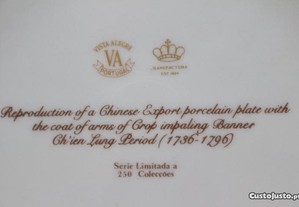 VISTA ALEGRE
VA
PORTUGAL
Reproduction of a Chinese Export porcelain plate with
the coat of arms of Crop impaling Banner
Ch'ien Lung Period (1736-1796)
Serie Limitada a
250 Colecções
CustoJusto.pt